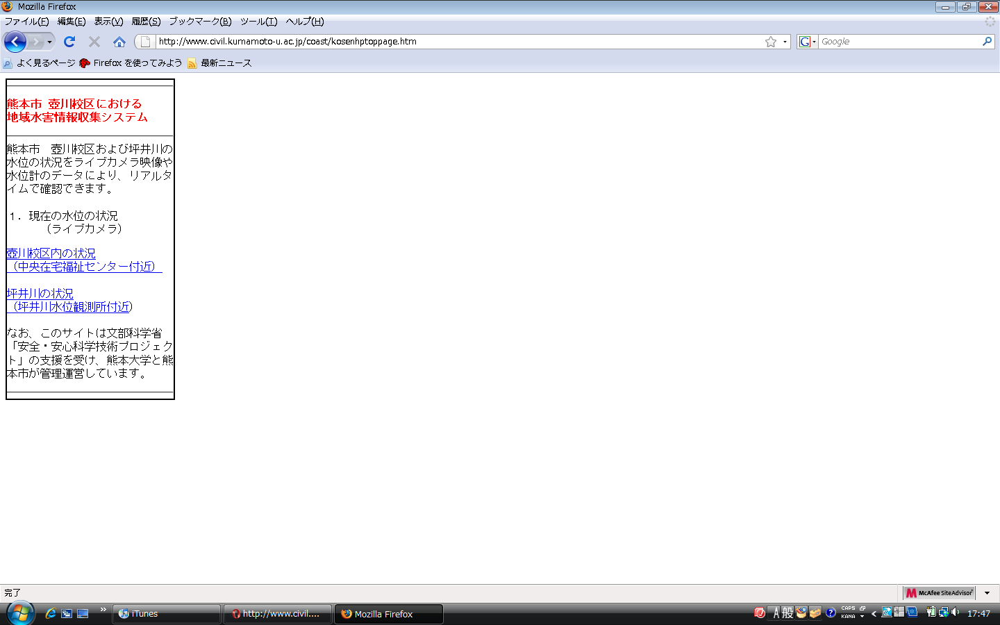 Mozilla Firefox
ファイル(F) 編集(E) 表示(V) 履歴(S) ブックマーク(B) ツール(T) ヘルプ(H)
http://www.civil.kumamoto-u.ac.jp/coast/kosenhptoppage.htm
G Google
よく見るページ Firefox を使ってみよう 最新ニュース
熊本市 壺川校区における
地域水害情報収集システム
熊本市 壺川校区および坪井川の
水位の状況をライブカメラ映像や
水位計のデータにより、リアルタ
イムで確認できます。
1. 現在の水位の状況
（ライブカメラ）
壺川校区内の状況
（中央在宅福祉センター付近）
坪井川の状況
（坪井川水位観測所付近）
なお、このサイトは文部科学省
「安全・安心科学技術プロジェク
ト」の支援を受け、熊本大学と熊
本市が管理運営しています。
完了
McAfee SiteAdvisor
iTunes
http://www.civil....
Mozilla Firefox
A 般
CAPS
KANA
17:47